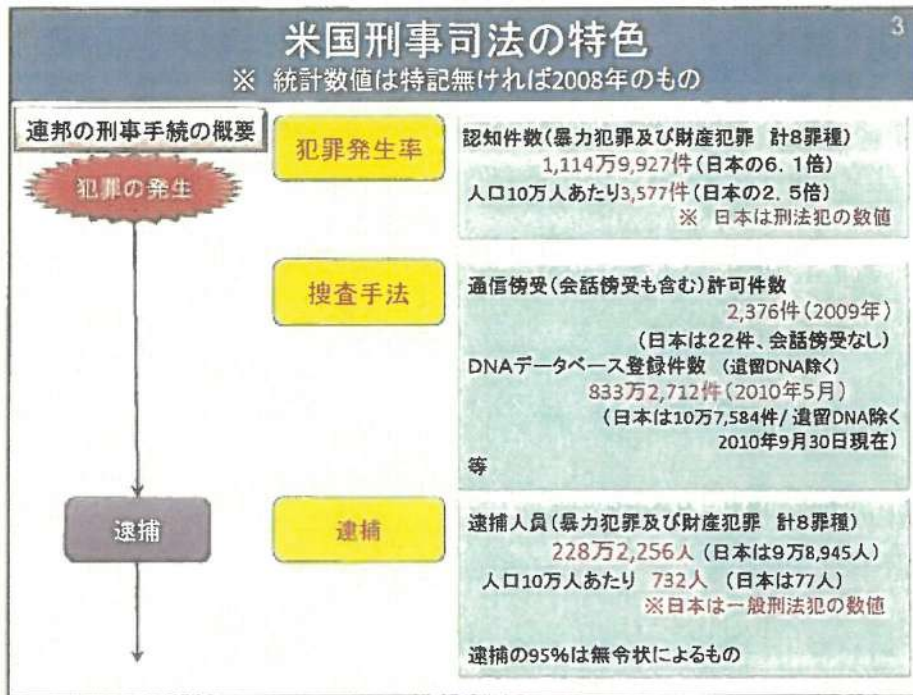 3
米国刑事司法の特色
※ 統計数値は特記無ければ2008年のもの
連邦の刑事手続の概要
犯罪の発生
犯罪発生率
認知件数(暴力犯罪及び財産犯罪 計8罪種)
1,114万9,927件(日本の6.1倍)
人口10万人あたり3,577件(日本の2.5倍)
※ 日本は刑法犯の数値
捜査手法
通信傍受(会話傍受も含む)許可件数
2,376件(2009年)
(日本は22件、会話傍受なし)
DNAデータベース登録件数 (遺留DNA除く)
833万2,712件(2010年5月)
(日本は10万7,584件/遺留DNA除く
2010年9月30日現在)
等
逮捕
逮捕
逮捕人員(暴力犯罪及び財産犯罪 計8罪種)
228万2,256人 (日本は9万8,945人)
人口10万人あたり 732人 (日本は77人)
※日本は一般刑法犯の数値
逮捕の95%は無令状によるもの